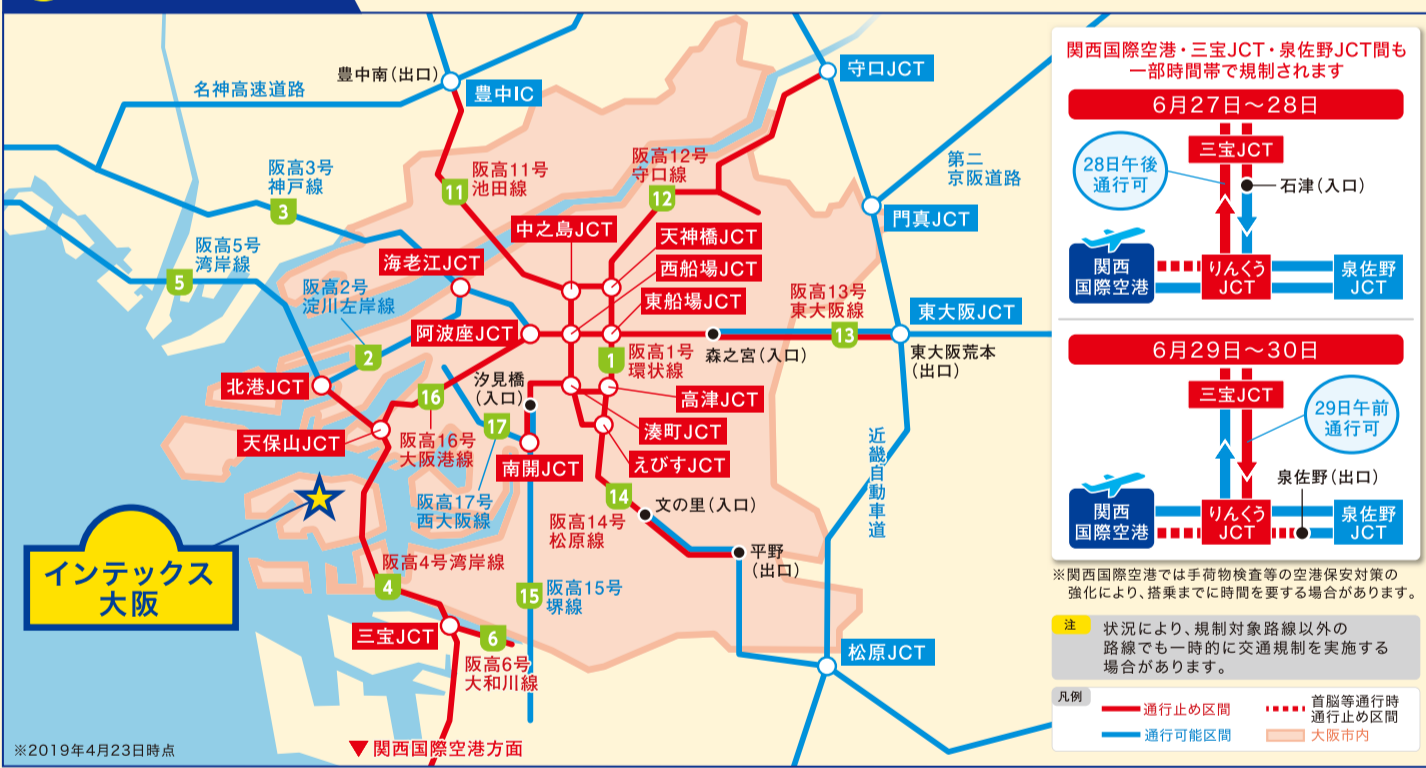 豊中南(出口)
豊中IC
名神高速道路
守口JCT
阪高3号
神戸線
3
阪高11号
池田線
11
阪高12号
守口線
12
第二
京阪道路
門真JCT
阪高5号
湾岸線
5
海老江JCT
中之島JCT
天神橋JCT
西船場JCT
東船場JCT
阪高2号
淀川左岸線
2
阿波座JCT
阪高13号
東大阪線
13
東大阪JCT
東大阪荒本
(出口)
森之宮(入口)
1
阪高1号
環状線
北港JCT
16
汐見橋
(入口)
高津JCT
湊町JCT
えびすJCT
天保山JCT
阪高16号
大阪港線
17
南開JCT
阪高17号
西大阪線
14
阪高14号
松原線
文の里(入口)
近畿自動車道
平野
(出口)
インテックス
大阪
阪高4号湾岸線
4
15
阪高15号
堺線
三宝JCT
6
阪高6号
大和川線
松原JCT
※2019年4月23日時点
▼関西国際空港方面
関西国際空港・三宝JCT・泉佐野JCT間も
一部時間帯で規制されます
6月27日～28日
三宝JCT
28日午後
通行可
石津(入口)
関西
国際空港
りんくう
JCT
泉佐野
JCT
6月29日～30日
三宝JCT
29日午前
通行可
泉佐野(出口)
関西
国際空港
りんくう
JCT
泉佐野
JCT
※関西国際空港では手荷物検査等の空港保安対策の
強化により、搭乗までに時間を要する場合があります。
注
状況により、規制対象路線以外の
路線でも一時的に交通規制を実施する
場合があります。
凡例
通行止め区間
首脳等通行時
通行止め区間
通行可能区間
大阪市内